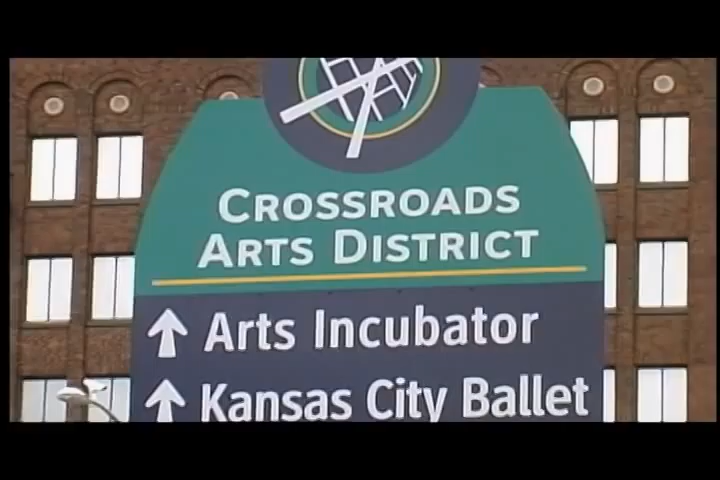 CROSSROADS
ARTS DISTRICT
↑ Arts Incubator
↑ Kansas City Ballet